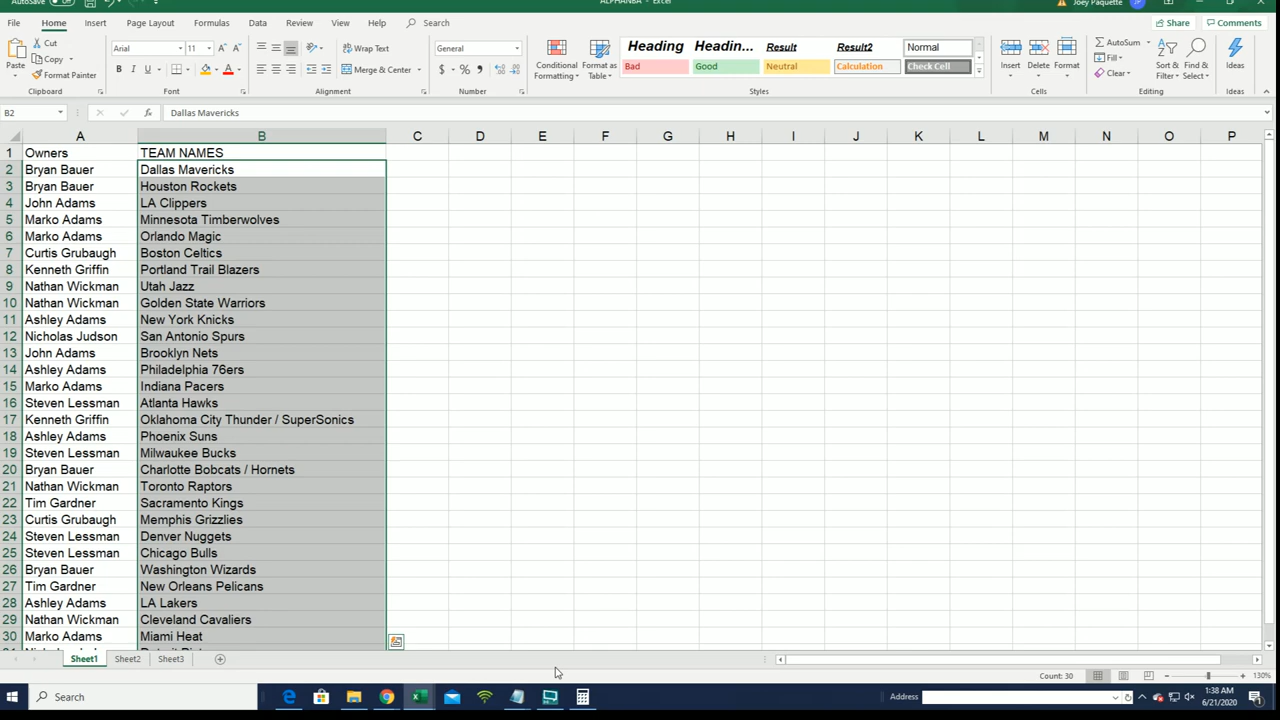 AutoSave Off ALPHANBA - Excel Joey Paquette JP
File Home Insert Page Layout Formulas Data Review View Help Search Share Comments
Paste Cut Copy Format Painter Clipboard
Arial 11 A A B I U A Font
Wrap Text Merge & Center Alignment
General $ % Number
Conditional Formatting Format as Table
Heading Headin... Result Result2 Normal
Bad Good Neutral Calculation Check Cell
Styles
Insert Delete Format Cells
AutoSum Fill Clear Sort & Filter Find & Select Editing
Ideas Ideas
B2 fx Dallas Mavericks
A B C D E F G H I J K L M N O P
1 Owners TEAM NAMES
2 Bryan Bauer Dallas Mavericks
3 Bryan Bauer Houston Rockets
4 John Adams LA Clippers
5 Marko Adams Minnesota Timberwolves
6 Marko Adams Orlando Magic
7 Curtis Grubaugh Boston Celtics
8 Kenneth Griffin Portland Trail Blazers
9 Nathan Wickman Utah Jazz
10 Nathan Wickman Golden State Warriors
11 Ashley Adams New York Knicks
12 Nicholas Judson San Antonio Spurs
13 John Adams Brooklyn Nets
14 Ashley Adams Philadelphia 76ers
15 Marko Adams Indiana Pacers
16 Steven Lessman Atlanta Hawks
17 Kenneth Griffin Oklahoma City Thunder / SuperSonics
18 Ashley Adams Phoenix Suns
19 Steven Lessman Milwaukee Bucks
20 Bryan Bauer Charlotte Bobcats / Hornets
21 Nathan Wickman Toronto Raptors
22 Tim Gardner Sacramento Kings
23 Curtis Grubaugh Memphis Grizzlies
24 Steven Lessman Denver Nuggets
25 Steven Lessman Chicago Bulls
26 Bryan Bauer Washington Wizards
27 Tim Gardner New Orleans Pelicans
28 Ashley Adams LA Lakers
29 Nathan Wickman Cleveland Cavaliers
30 Marko Adams Miami Heat
Sheet1 Sheet2 Sheet3
Count: 30 130%
Search Address 1:38 AM
6/21/2020